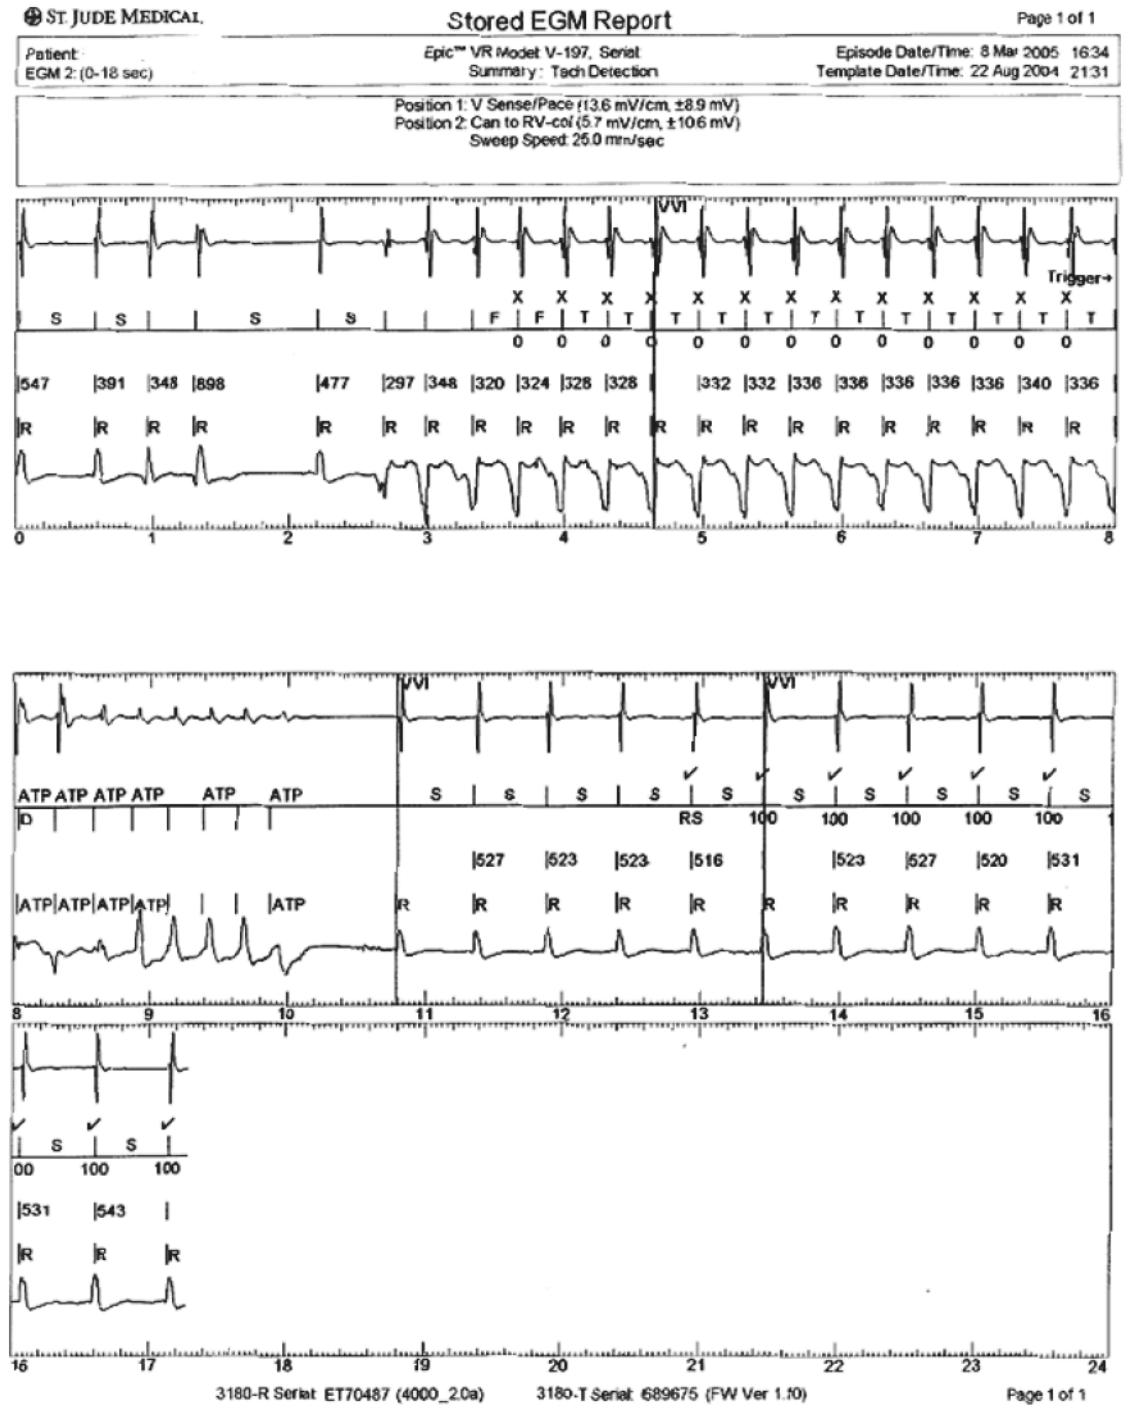 ST. JUDE MEDICAL
Stored EGM Report
Page 1 of 1
Patient:
EGM 2: (0-18 sec)
Epic™ VR Model: V-197, Serial:
Summary: Tach Detection
Episode Date/Time: 8 Mar 2005 16:34
Template Date/Time: 22 Aug 2004 21:31
Position 1: V Sense/Pace (13.6 mV/cm, ±8.9 mV)
Position 2: Can to RV-coil (5.7 mV/cm, ±10.6 mV)
Sweep Speed: 25.0 mm/sec
VVI
Trigger→
X X X X X X X X X X X X X
S S S S F F T T T T T T T T T T T T
0 0 0 0 0 0 0 0 0 0 0 0 0
547 391 348 898 477 297 348 320 324 328 328 332 332 336 336 336 336 336 340 336
R R R R R R R R R R R R R R R R R R R R R
0 1 2 3 4 5 6 7 8
VVI VVI
✓ ✓ ✓ ✓ ✓ ✓
ATP ATP ATP ATP ATP ATP S S S S S S S S S S
D RS 100 100 100 100 100
527 523 523 516 523 527 520 531
ATP ATP ATP ATP ATP R R R R R R R R R R
8 9 10 11 12 13 14 15 16
✓ ✓ ✓
S S
00 100 100
531 543
R R R
16 17 18 19 20 21 22 23 24
3180-R Serial: ET70487 (4000_2.0a)
3180-T Serial: 689675 (FW Ver 1.f0)
Page 1 of 1